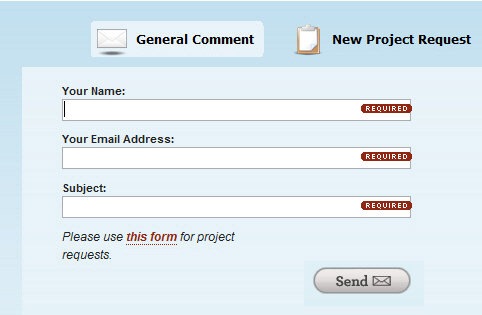 General Comment New Project Request
Your Name:
REQUIRED
Your Email Address:
REQUIRED
Subject:
REQUIRED
Please use this form for project
requests.
Send